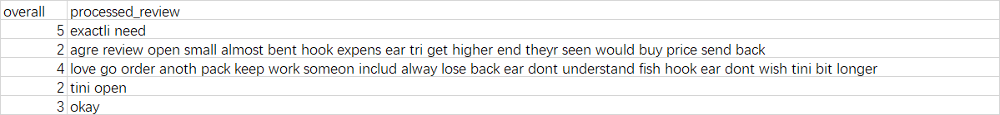 overall processed_review
5 exactli need
2 agre review open small almost bent hook expens ear tri get higher end theyr seen would buy price send back
4 love go order anoth pack keep work someon includ alway lose back ear dont understand fish hook ear dont wish tini bit longer
2 tini open
3 okay